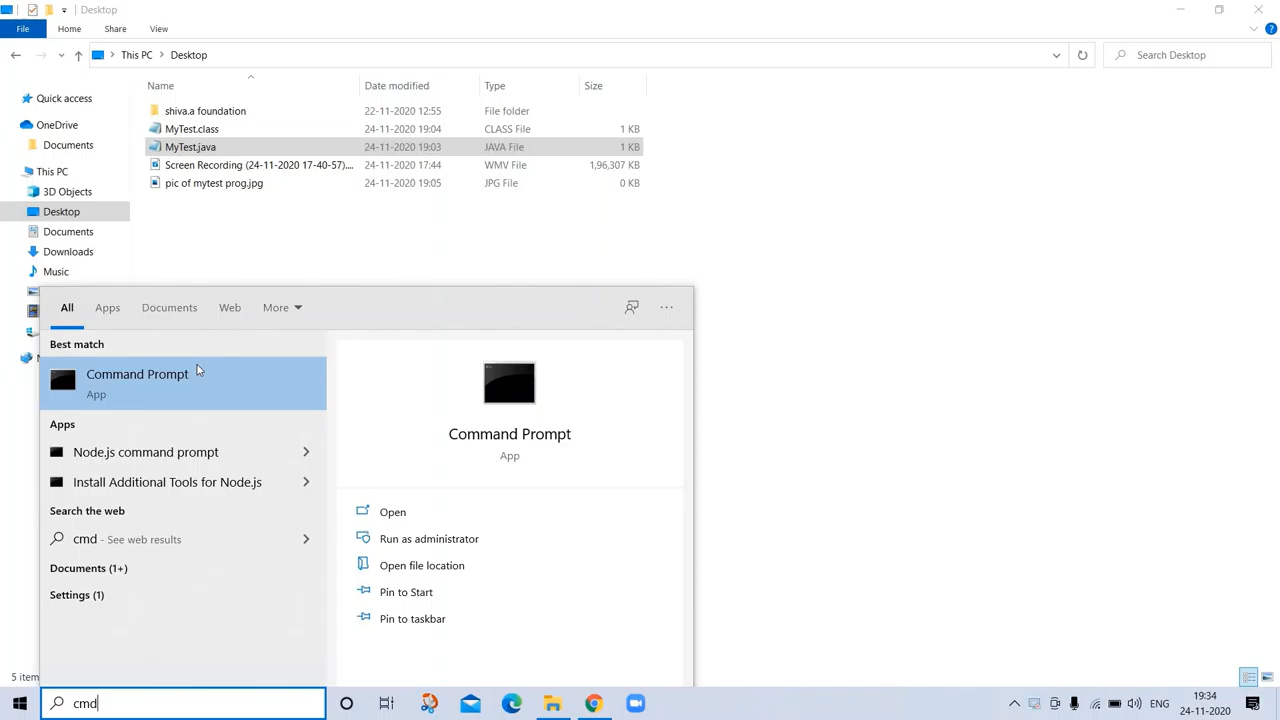 Desktop
File
Home
Share
View
This PC
Desktop
Search Desktop
Name
Date modified
Type
Size
Quick access
OneDrive
Documents
This PC
3D Objects
Desktop
Documents
Downloads
Music
shiva.a foundation
22-11-2020 12:55
File folder
MyTest.class
24-11-2020 19:04
CLASS File
1 KB
MyTest.java
24-11-2020 19:03
JAVA File
1 KB
Screen Recording (24-11-2020 17-40-57)....
24-11-2020 17:44
WMV File
1,96,307 KB
pic of mytest prog.jpg
24-11-2020 19:05
JPG File
0 KB
All
Apps
Documents
Web
More
Best match
Command Prompt
App
Apps
Node.js command prompt
Install Additional Tools for Node.js
Search the web
cmd - See web results
Documents (1+)
Settings (1)
Command Prompt
App
Open
Run as administrator
Open file location
Pin to Start
Pin to taskbar
5 item
cmd
ENG
19:34
24-11-2020